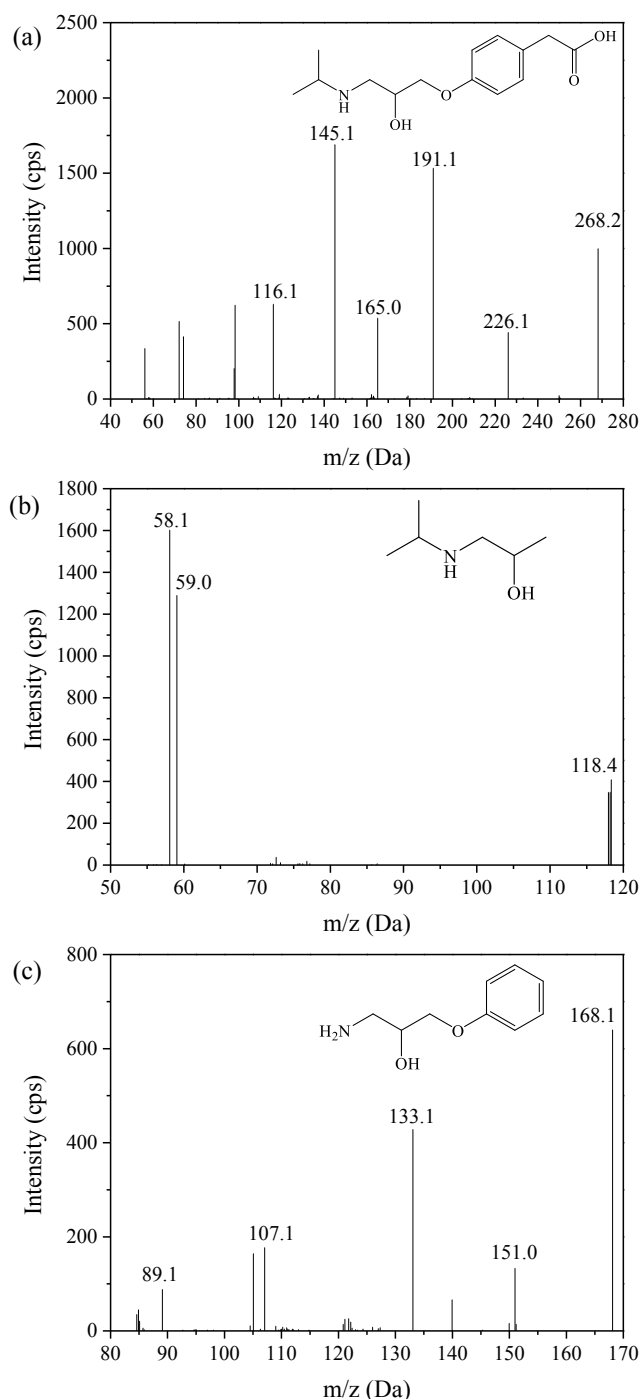 (a)
2500
2000
1500
1000
500
0
Intensity (cps)
N
H
OH
O
OH
O
145.1
191.1
268.2
116.1
165.0
226.1
40 60 80 100 120 140 160 180 200 220 240 260 280
m/z (Da)
(b)
1800
1600
1400
1200
1000
800
600
400
200
0
Intensity (cps)
58.1
59.0
N
H
OH
118.4
50 60 70 80 90 100 110 120
m/z (Da)
(c)
800
600
400
200
0
Intensity (cps)
H₂N
OH
O
168.1
133.1
107.1
151.0
89.1
80 90 100 110 120 130 140 150 160 170
m/z (Da)